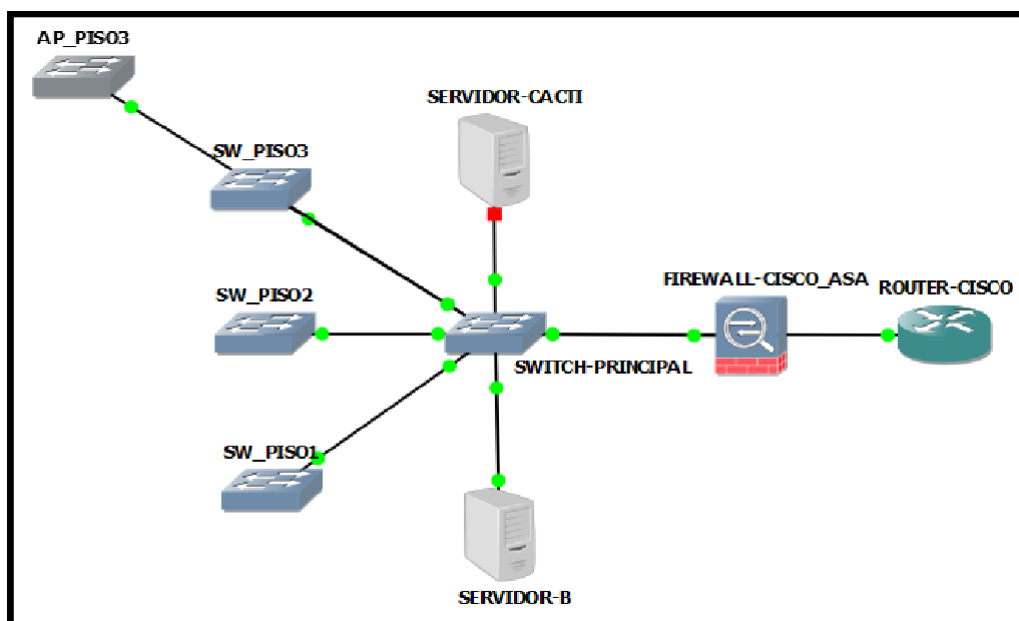 AP_PISO3
SERVIDOR-CACTI
SW_PISO3
FIREWALL-CISCO_ASA
ROUTER-CISCO
SW_PISO2
SWITCH-PRINCIPAL
SW_PISO1
SERVIDOR-B